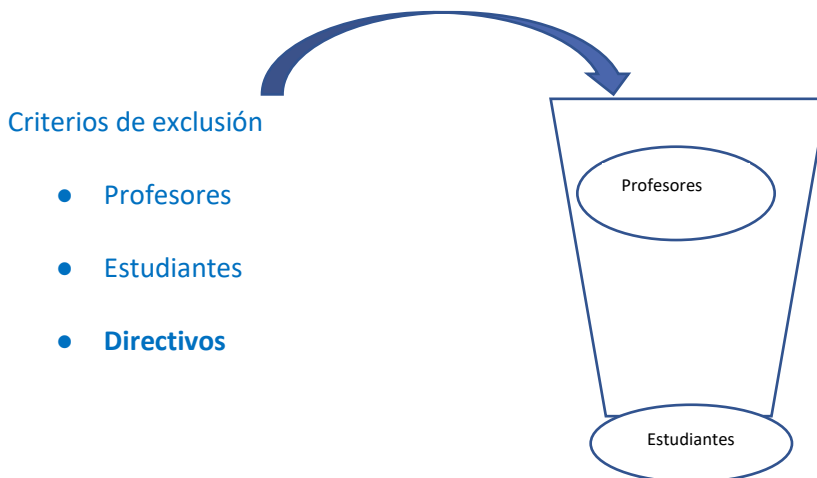 Criterios de exclusión
● Profesores
● Estudiantes
● Directivos
Profesores
Estudiantes